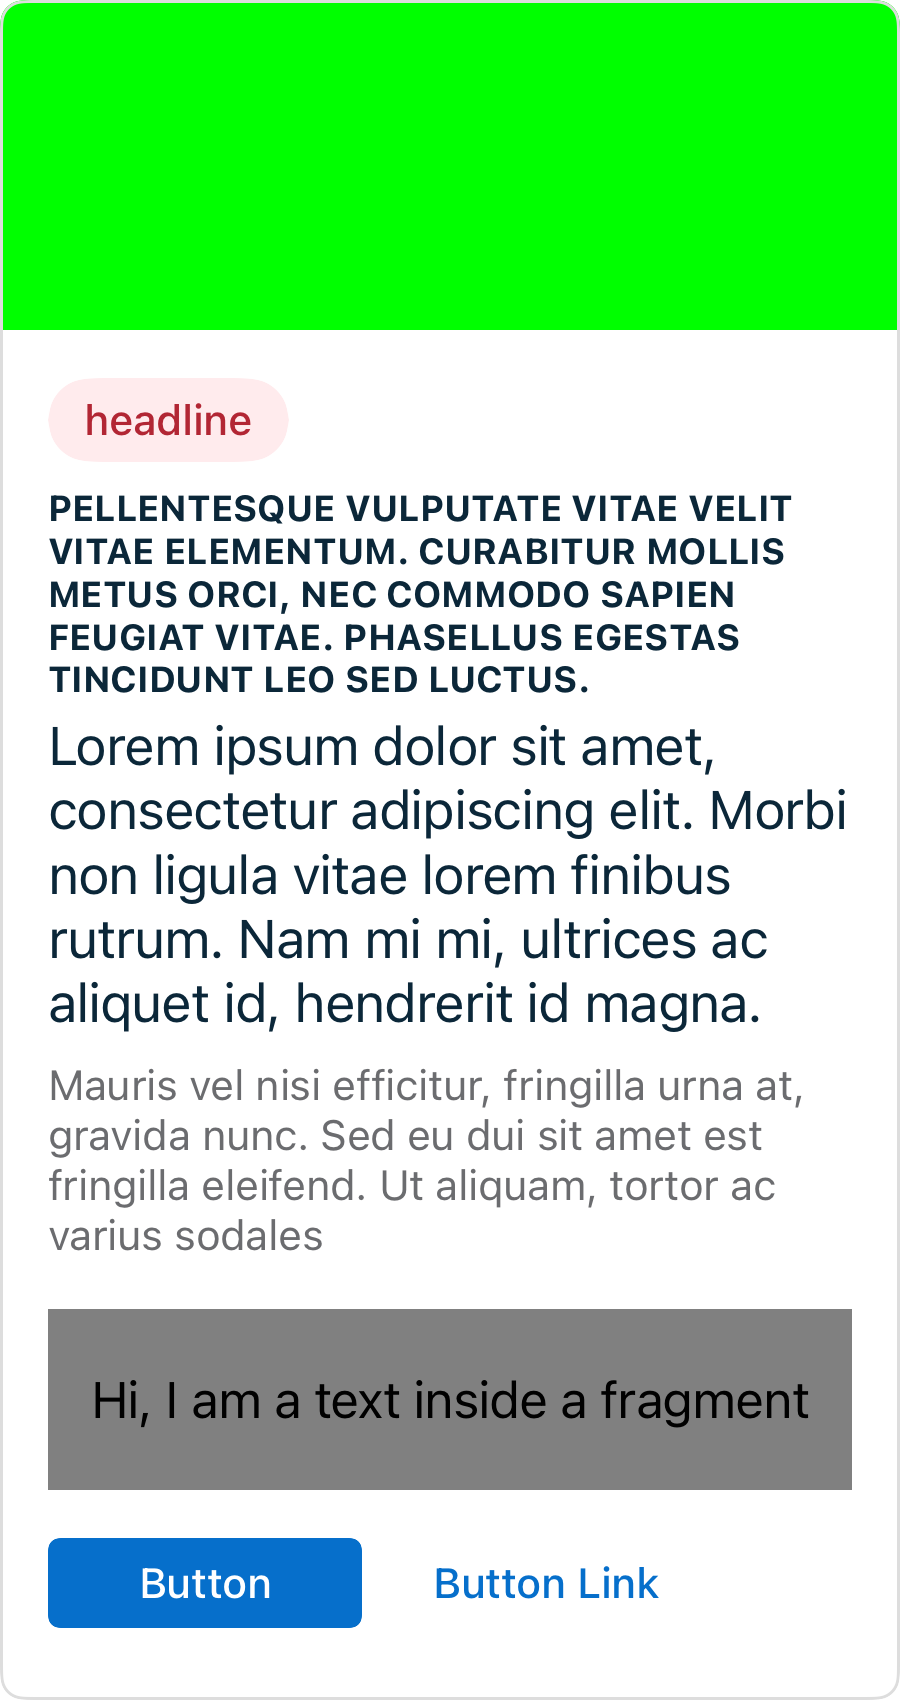 headline
PELLENTESQUE VULPUTATE VITAE VELIT
VITAE ELEMENTUM. CURABITUR MOLLIS
METUS ORCI, NEC COMMODO SAPIEN
FEUGIAT VITAE. PHASELLUS EGESTAS
TINCIDUNT LEO SED LUCTUS.
Lorem ipsum dolor sit amet,
consectetur adipiscing elit. Morbi
non ligula vitae lorem finibus
rutrum. Nam mi mi, ultrices ac
aliquet id, hendrerit id magna.
Mauris vel nisi efficitur, fringilla urna at,
gravida nunc. Sed eu dui sit amet est
fringilla eleifend. Ut aliquam, tortor ac
varius sodales
Hi, I am a text inside a fragment
Button
Button Link